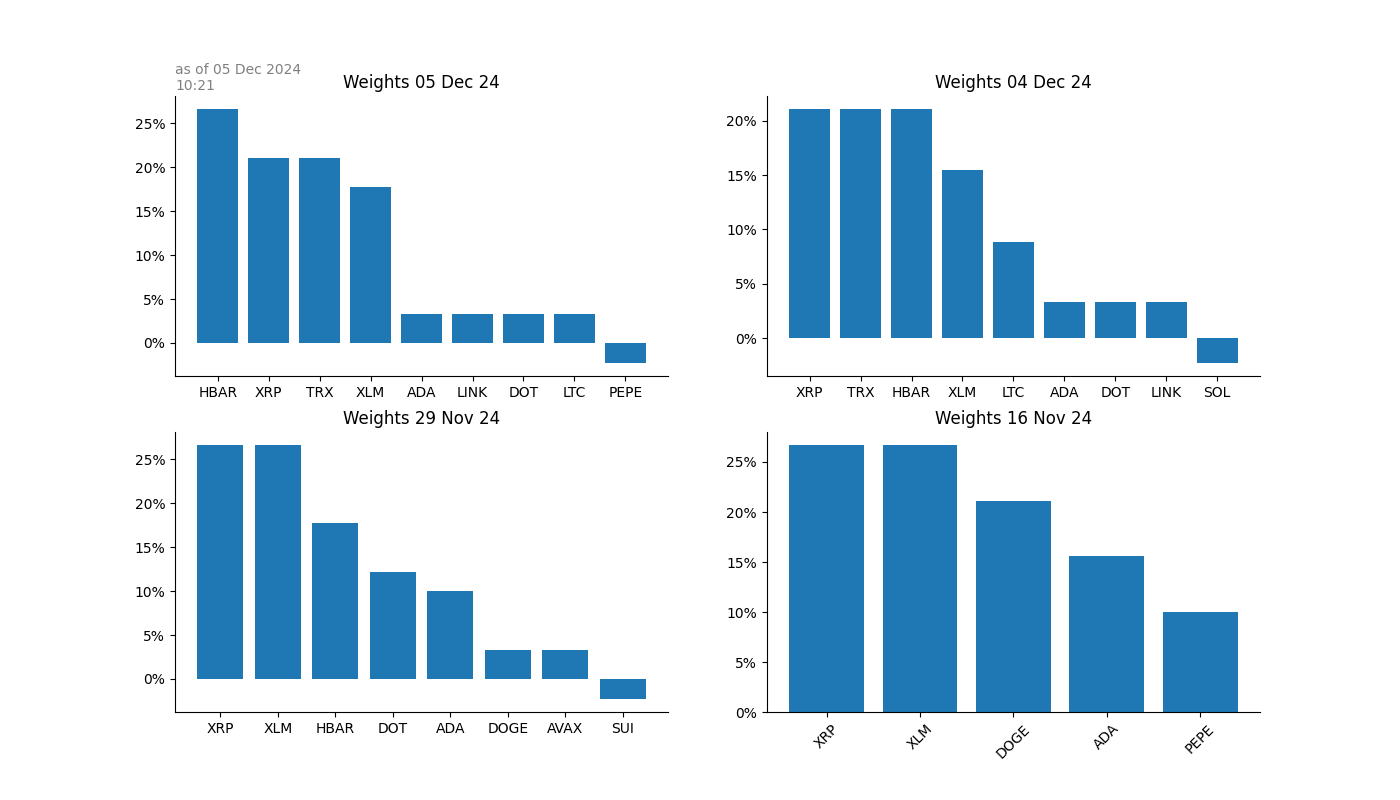 as of 05 Dec 2024
10:21
Weights 05 Dec 24
25%
20%
15%
10%
5%
0%
HBAR XRP TRX XLM ADA LINK DOT LTC PEPE
Weights 04 Dec 24
20%
15%
10%
5%
0%
XRP TRX HBAR XLM LTC ADA DOT LINK SOL
Weights 29 Nov 24
25%
20%
15%
10%
5%
0%
XRP XLM HBAR DOT ADA DOGE AVAX SUI
Weights 16 Nov 24
25%
20%
15%
10%
5%
0%
XRP XLM DOGE ADA PEPE